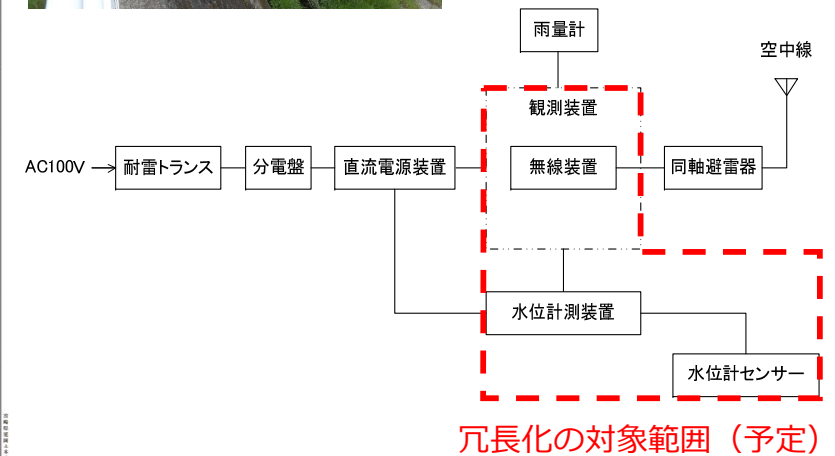 雨量計
空中線
観測装置
AC100V
耐雷トランス
分電盤
直流電源装置
無線装置
同軸避雷器
水位計測装置
水位計センサー
冗長化の対象範囲（予定）